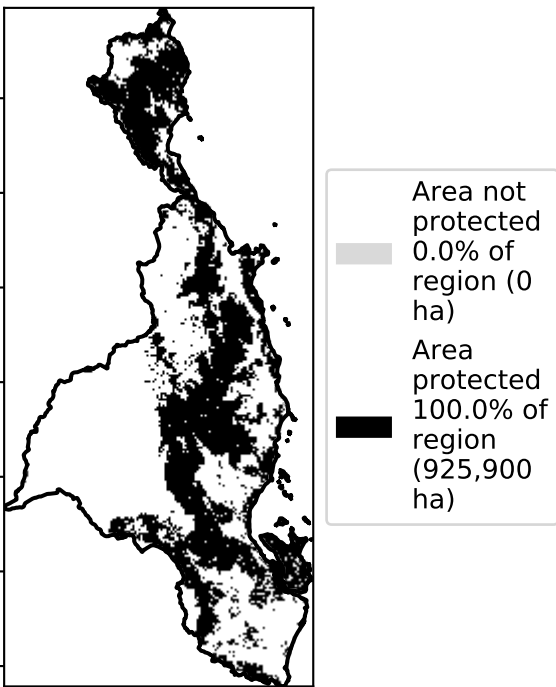 Area not
protected
0.0% of
region (0
ha)
Area
protected
100.0% of
region
(925,900
ha)